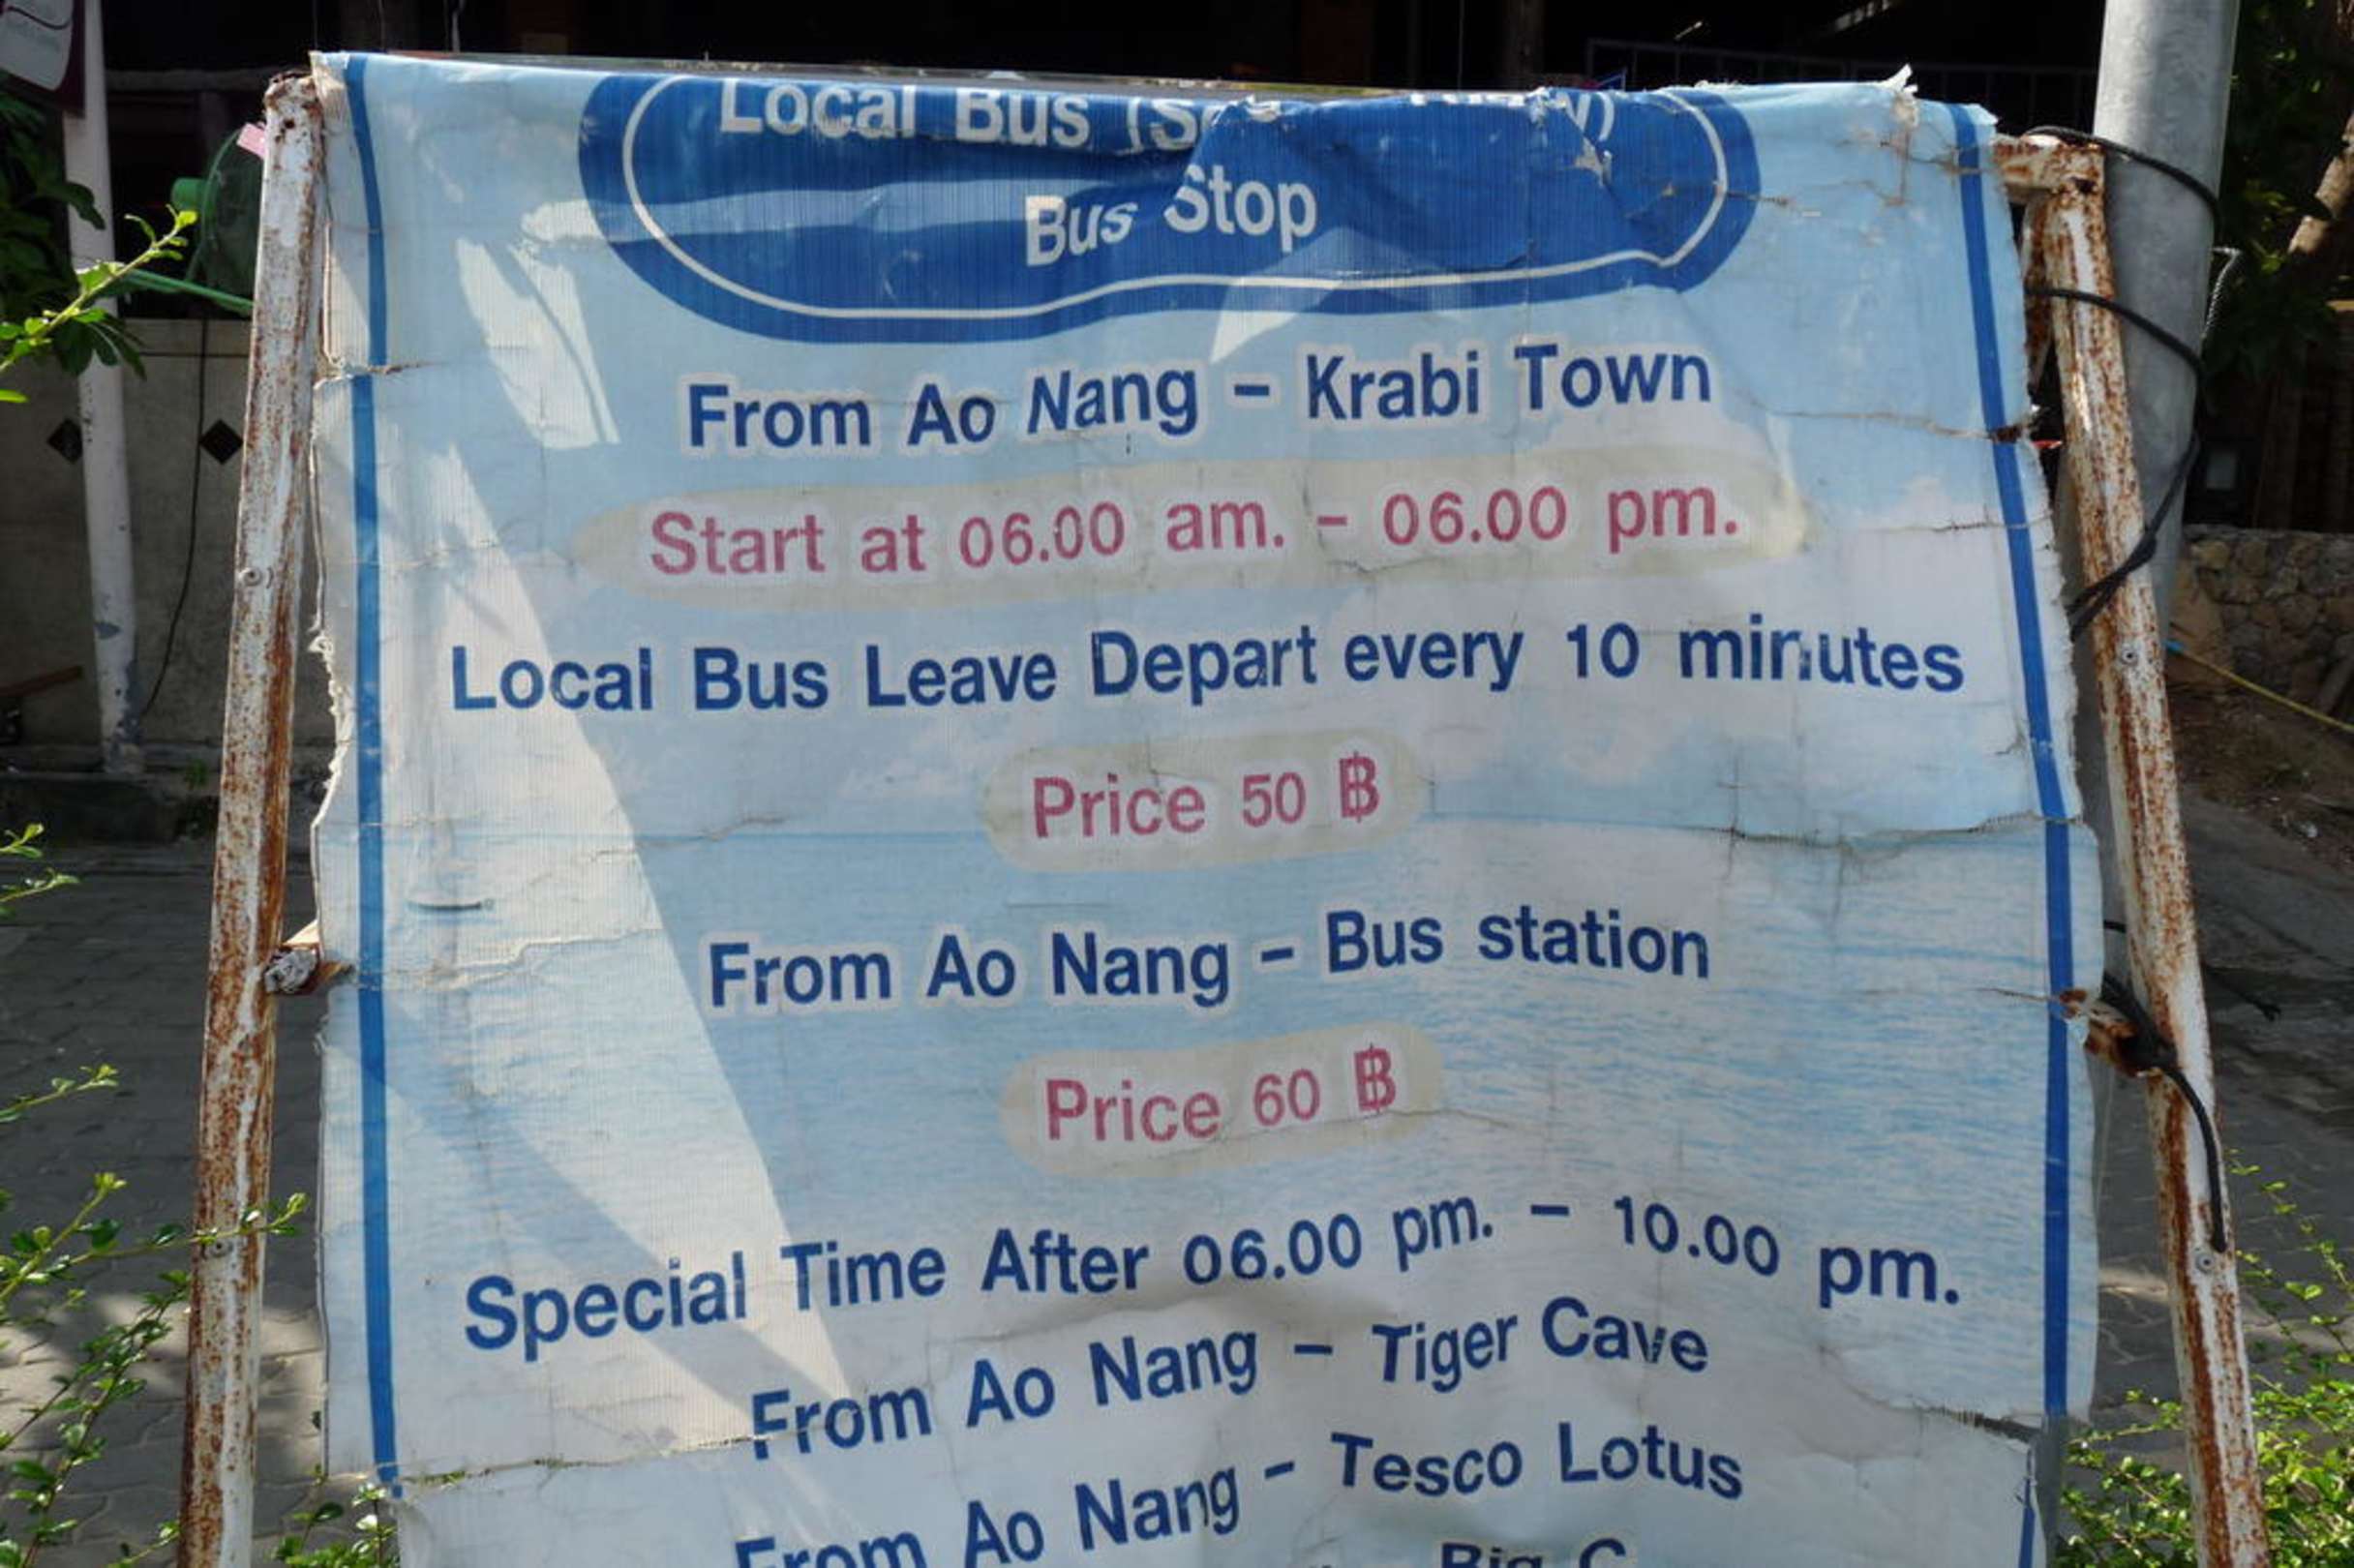 Local Bus
Bus Stop
From Ao Nang - Krabi Town
Start at 06.00 am. - 06.00 pm.
Local Bus Leave Depart every 10 minutes
Price 50 ฿
From Ao Nang - Bus station
Price 60 ฿
Special Time After 06.00 pm. - 10.00 pm.
From Ao Nang - Tiger Cave
From Ao Nang - Tesco Lotus
Big C